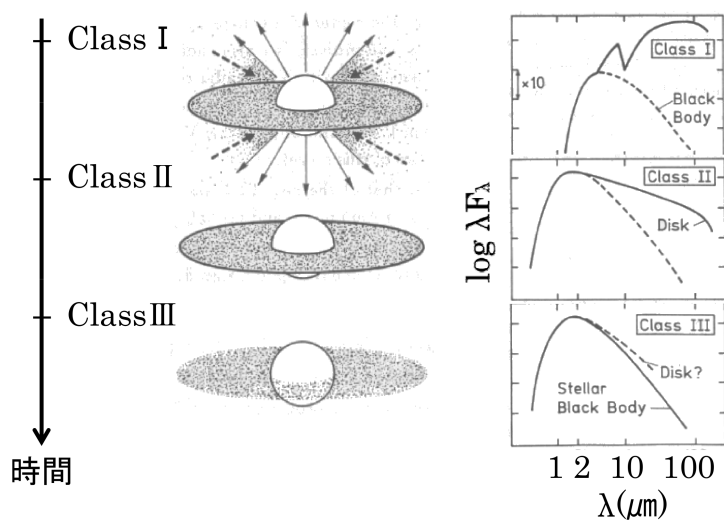 Class Ⅰ
Class Ⅱ
Class Ⅲ
時間
log λFλ
×10
Class I
Black
Body
Class II
Disk
Class III
Disk?
Stellar
Black Body
1 2 10 100
λ(μm)